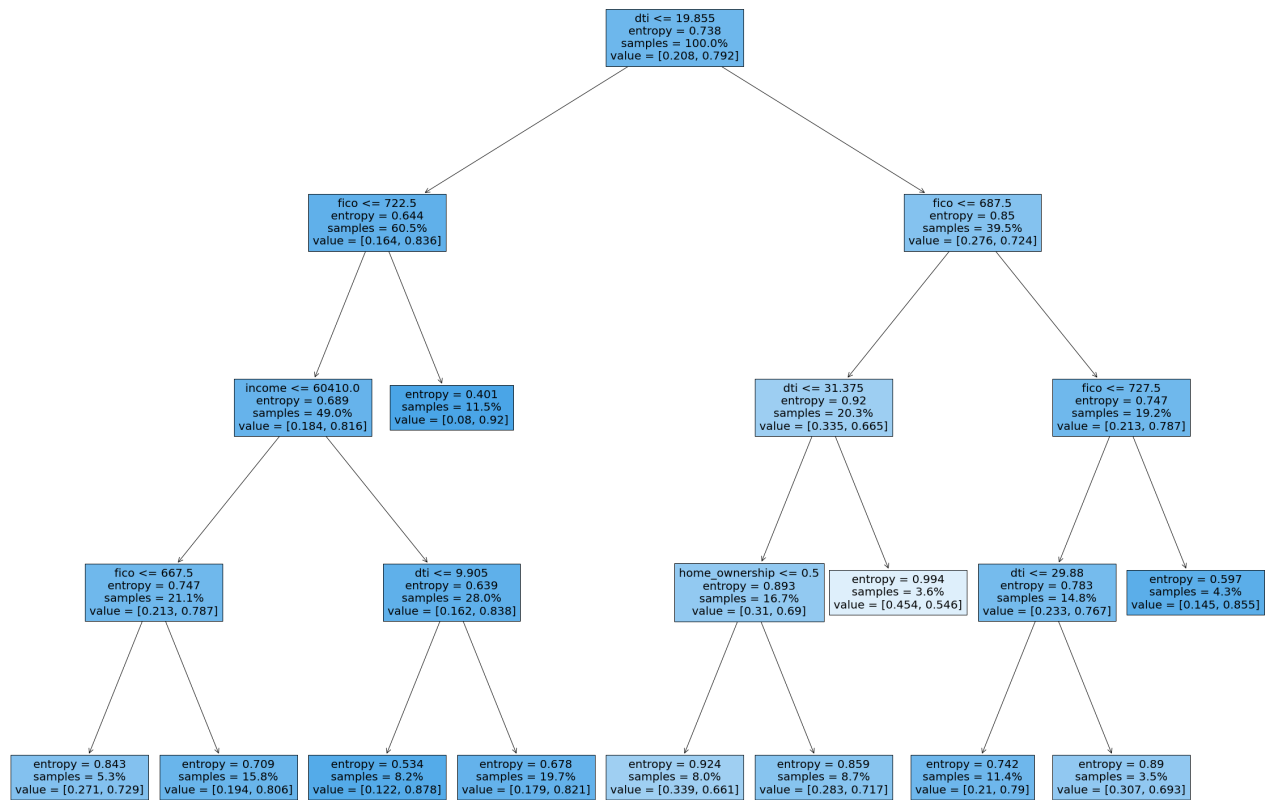 dti <= 19.855
entropy = 0.738
samples = 100.0%
value = [0.208, 0.792]
fico <= 722.5
entropy = 0.644
samples = 60.5%
value = [0.164, 0.836]
fico <= 687.5
entropy = 0.85
samples = 39.5%
value = [0.276, 0.724]
income <= 60410.0
entropy = 0.689
samples = 49.0%
value = [0.184, 0.816]
entropy = 0.401
samples = 11.5%
value = [0.08, 0.92]
dti <= 31.375
entropy = 0.92
samples = 20.3%
value = [0.335, 0.665]
fico <= 727.5
entropy = 0.747
samples = 19.2%
value = [0.213, 0.787]
fico <= 667.5
entropy = 0.747
samples = 21.1%
value = [0.213, 0.787]
dti <= 9.905
entropy = 0.639
samples = 28.0%
value = [0.162, 0.838]
home_ownership <= 0.5
entropy = 0.893
samples = 16.7%
value = [0.31, 0.69]
entropy = 0.994
samples = 3.6%
value = [0.454, 0.546]
dti <= 29.88
entropy = 0.783
samples = 14.8%
value = [0.233, 0.767]
entropy = 0.597
samples = 4.3%
value = [0.145, 0.855]
entropy = 0.843
samples = 5.3%
value = [0.271, 0.729]
entropy = 0.709
samples = 15.8%
value = [0.194, 0.806]
entropy = 0.534
samples = 8.2%
value = [0.122, 0.878]
entropy = 0.678
samples = 19.7%
value = [0.179, 0.821]
entropy = 0.924
samples = 8.0%
value = [0.339, 0.661]
entropy = 0.859
samples = 8.7%
value = [0.283, 0.717]
entropy = 0.742
samples = 11.4%
value = [0.21, 0.79]
entropy = 0.89
samples = 3.5%
value = [0.307, 0.693]